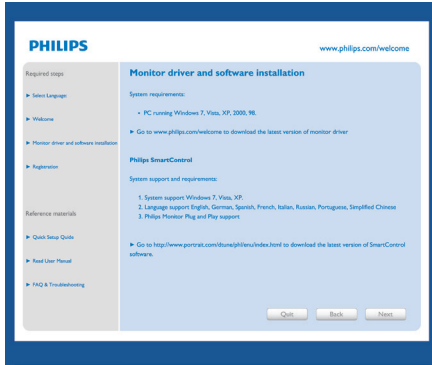 PHILIPS
www.philips.com/welcome
Required steps
► Select Language
► Welcome
► Monitor driver and software installation
► Registration
Reference materials
► Quick Setup Guide
► Read User Manual
► FAQ & Troubleshooting
Monitor driver and software installation
System requirements:
• PC running Windows 7, Vista, XP, 2000, 98.
► Go to www.philips.com/welcome to download the latest version of monitor driver
Philips SmartControl
System support and requirements:
1. System support Windows 7, Vista, XP.
2. Language support English, German, Spanish, French, Italian, Russian, Portuguese, Simplified Chinese
3. Philips Monitor Plug and Play support
► Go to http://www.portrait.com/dtune/phl/enu/index.html to download the latest version of SmartControl
software.
Quit
Back
Next